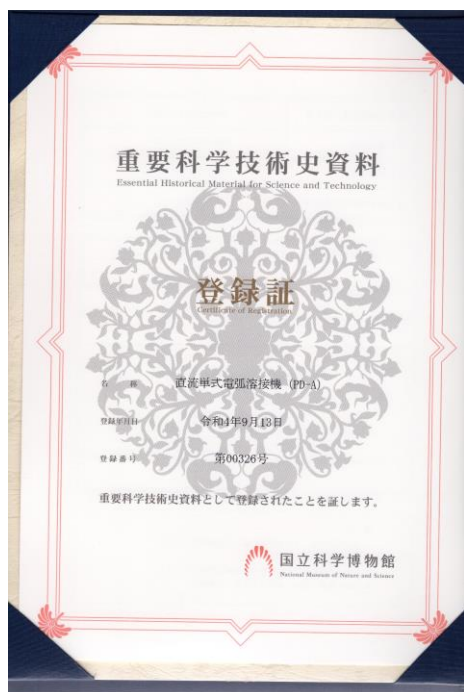 重要科学技術史資料
Essential Historical Material for Science and Technology
登録証
Certificate of Registration
名称 直流単式電弧溶接機 (PD-A)
登録年月日 令和4年9月13日
登録番号 第00326号
重要科学技術史資料として登録されたことを証します。
国立科学博物館
National Museum of Nature and Science